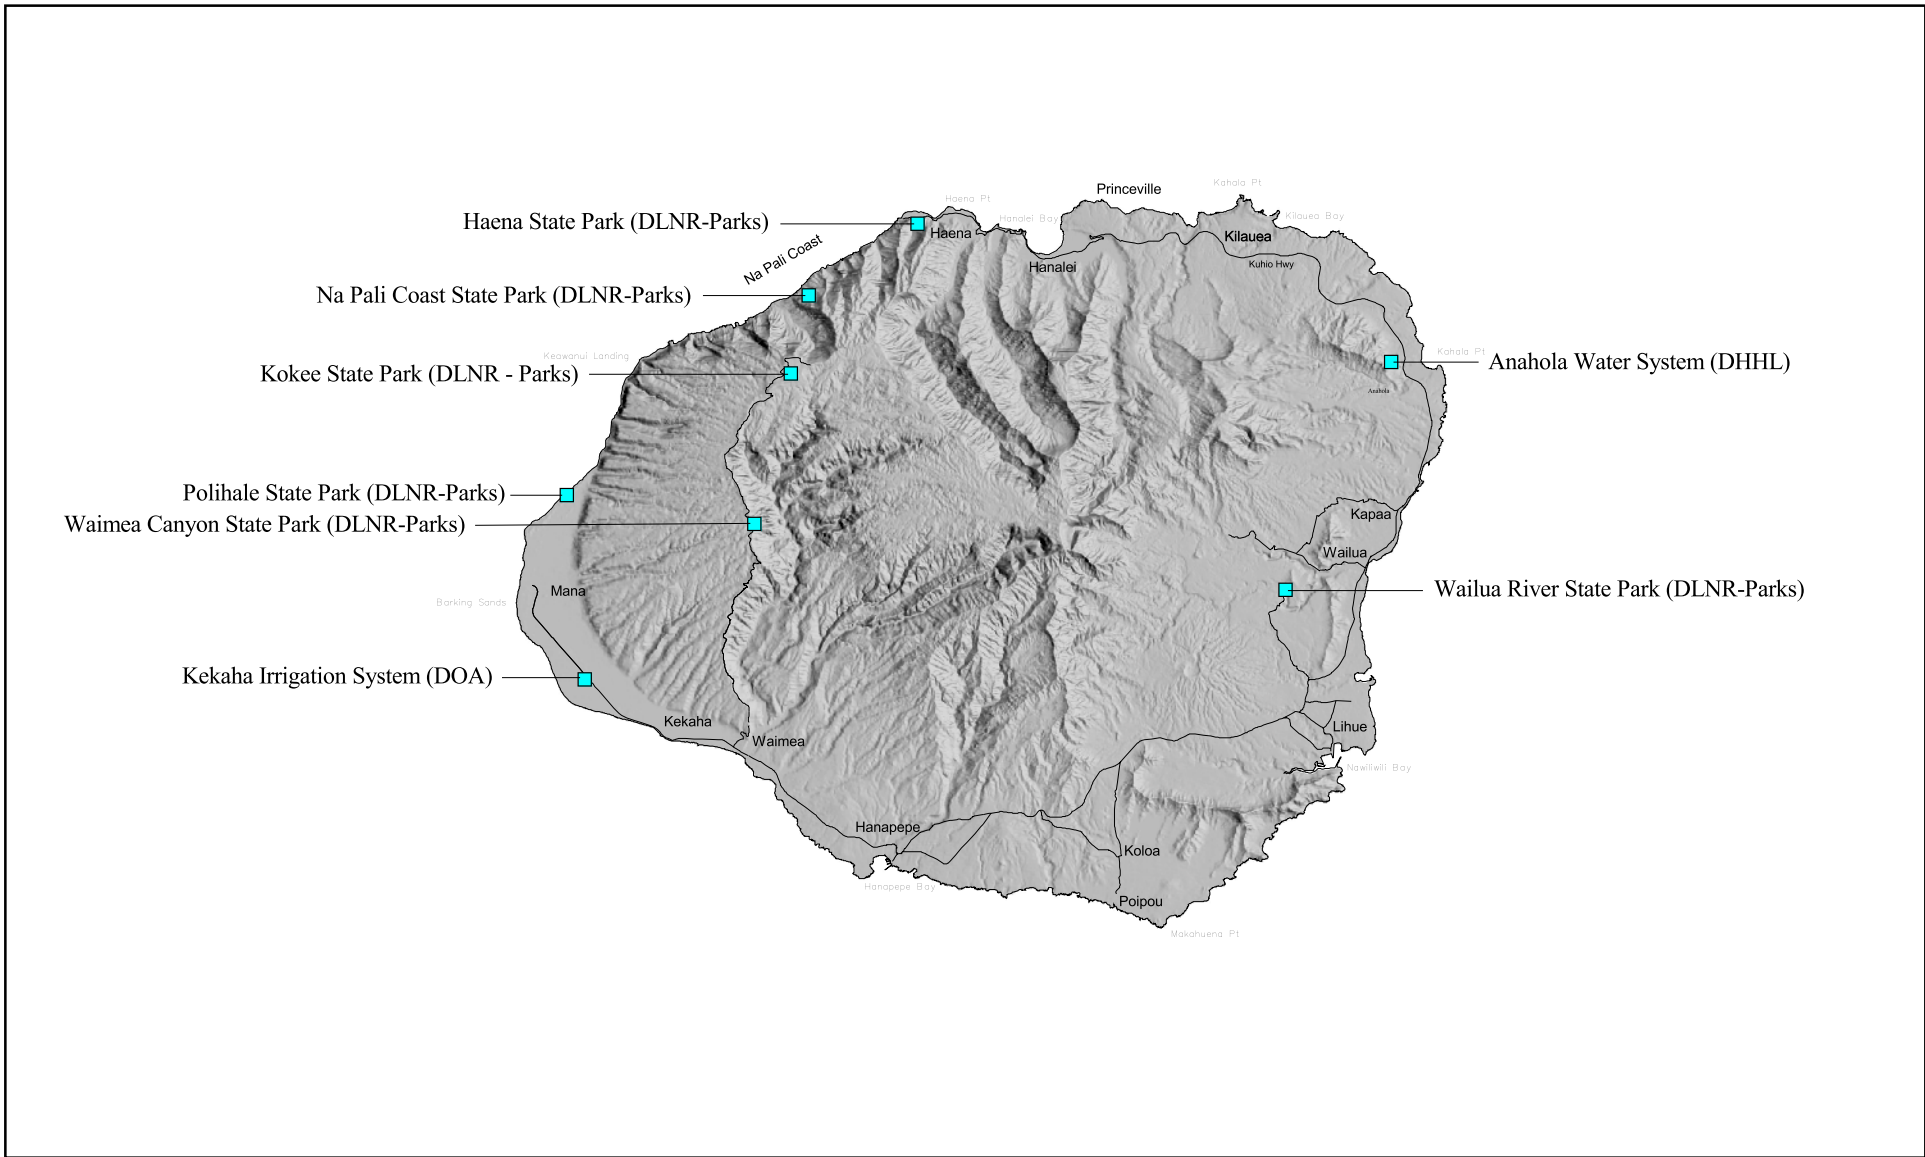 Kahala Pt
Princeville
Haena Pt
Kilauea Bay
Hanalei Bay
Haena State Park (DLNR-Parks)
Haena
Kilauea
Na Pali Coast
Hanalei
Kuhio Hwy
Na Pali Coast State Park (DLNR-Parks)
Keawanui Landing
Kahala Pt
Anahola Water System (DHHL)
Kokee State Park (DLNR - Parks)
Anahola
Polihale State Park (DLNR-Parks)
Kapaa
Waimea Canyon State Park (DLNR-Parks)
Wailua
Mana
Wailua River State Park (DLNR-Parks)
Barking Sands
Kekaha Irrigation System (DOA)
Kekaha
Lihue
Waimea
Nawiliwili Bay
Hanapepe
Koloa
Hanapepe Bay
Poipou
Makahuena Pt